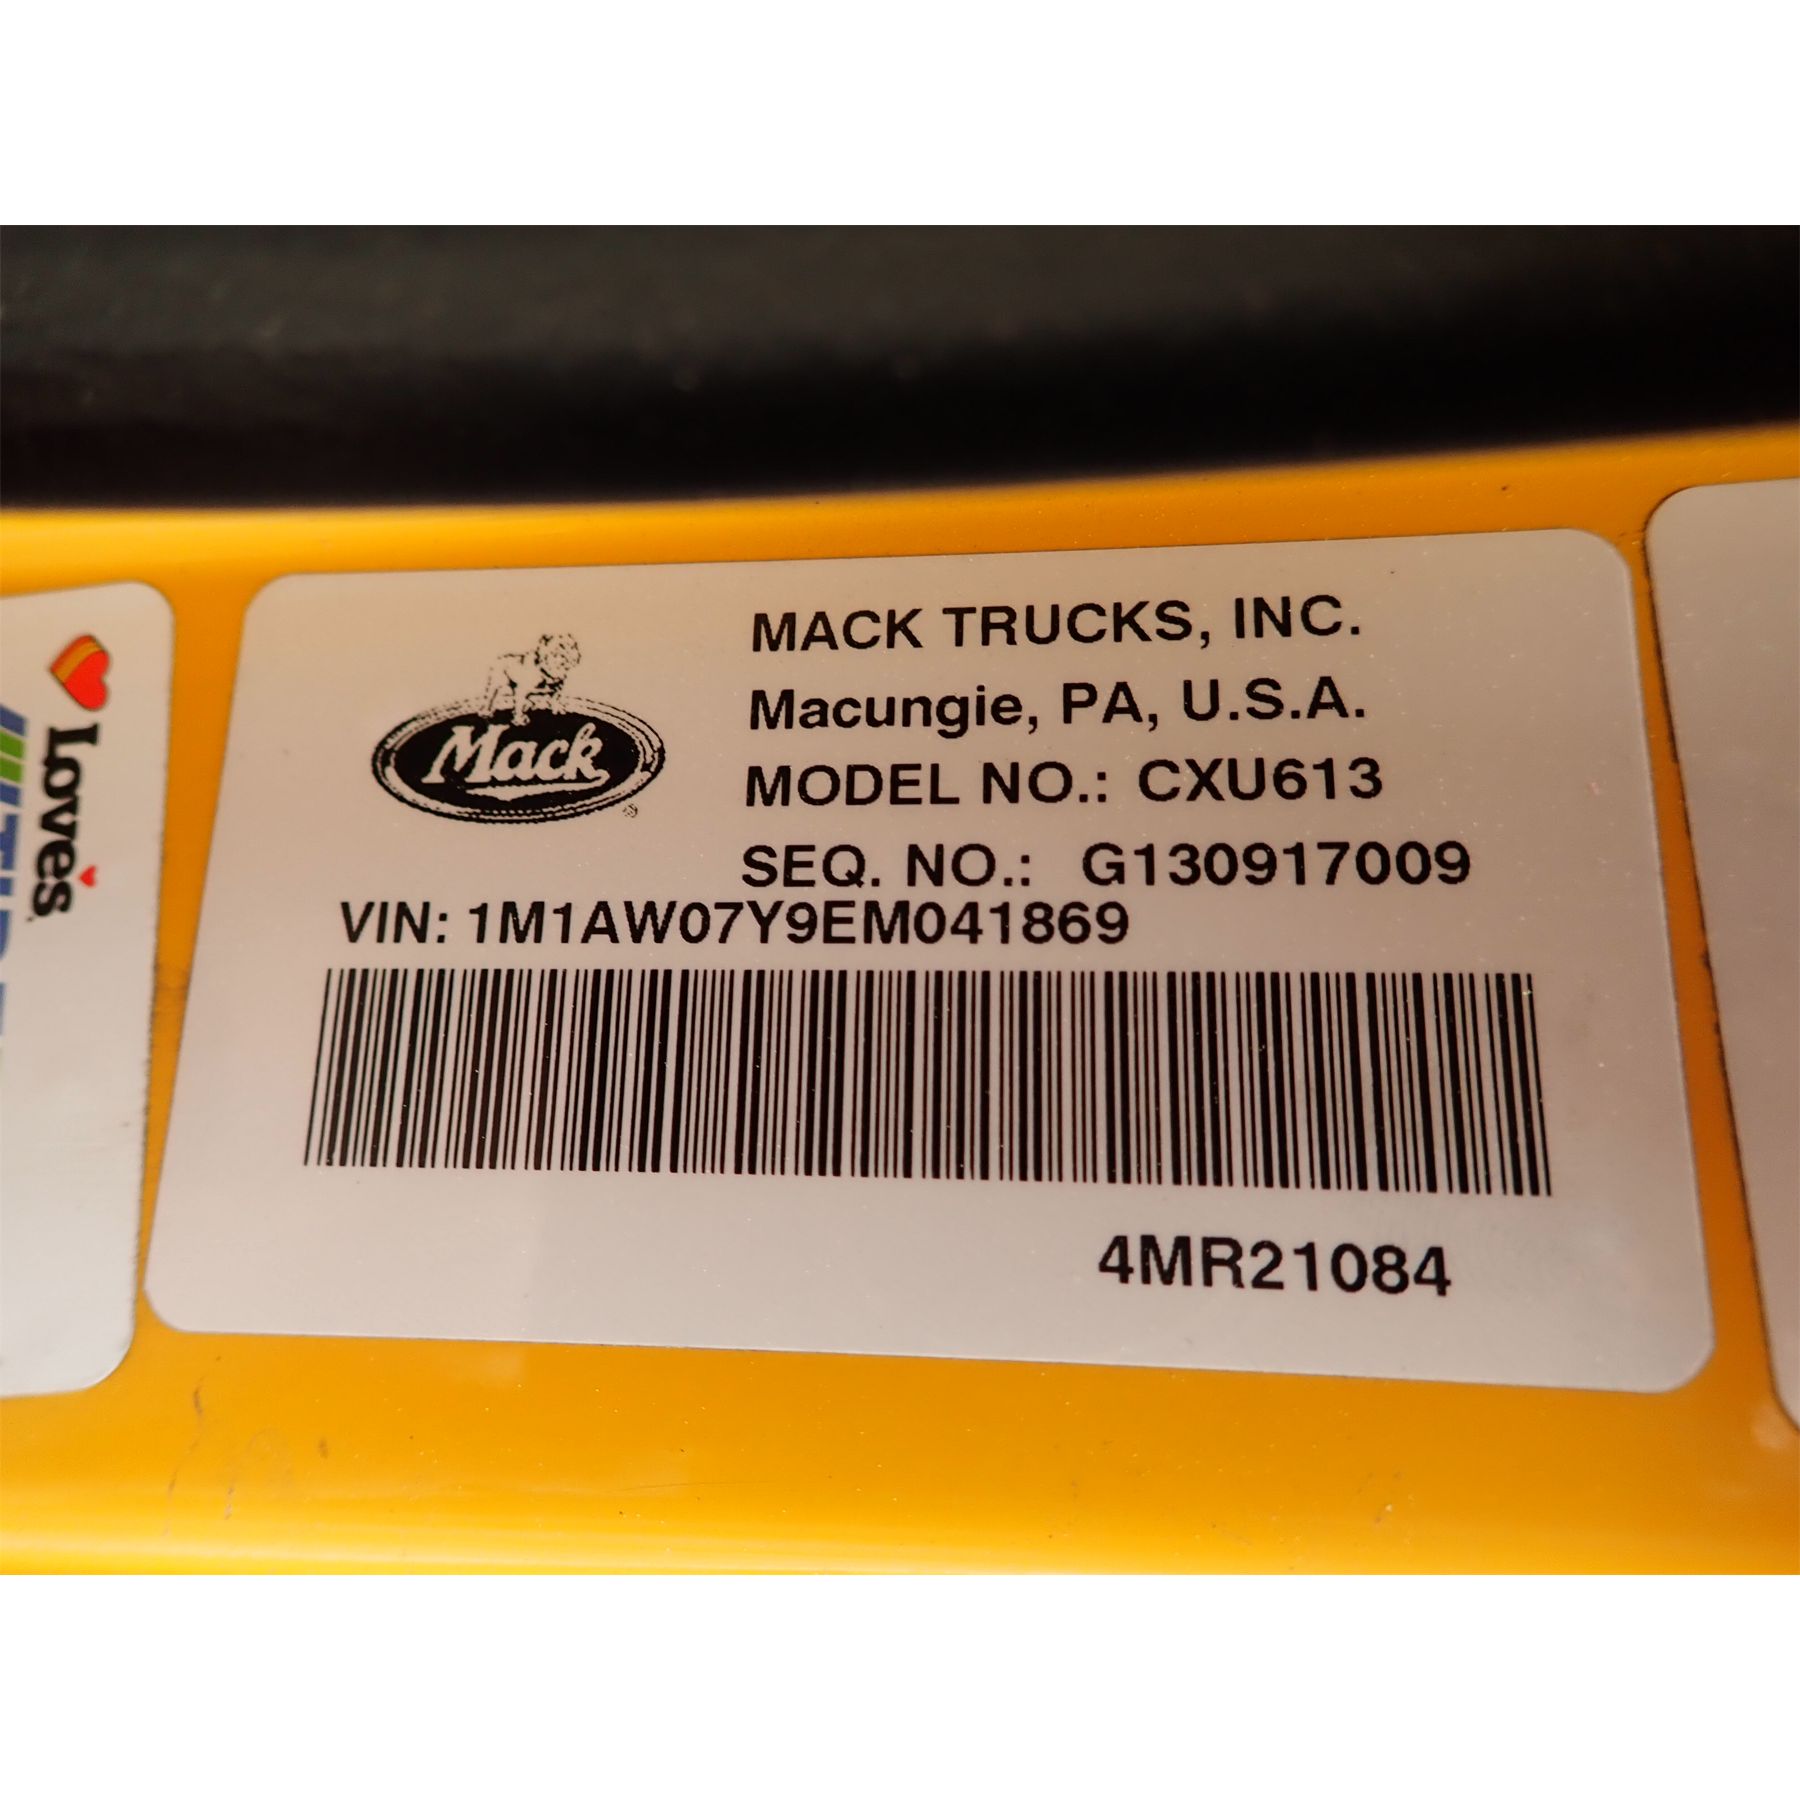 MACK TRUCKS, INC.
Macungie, PA, U.S.A.
MODEL NO.: CXU613
SEQ. NO.: G130917009
VIN: 1M1AW07Y9EM041869
4MR21084
Mack
®
Love's